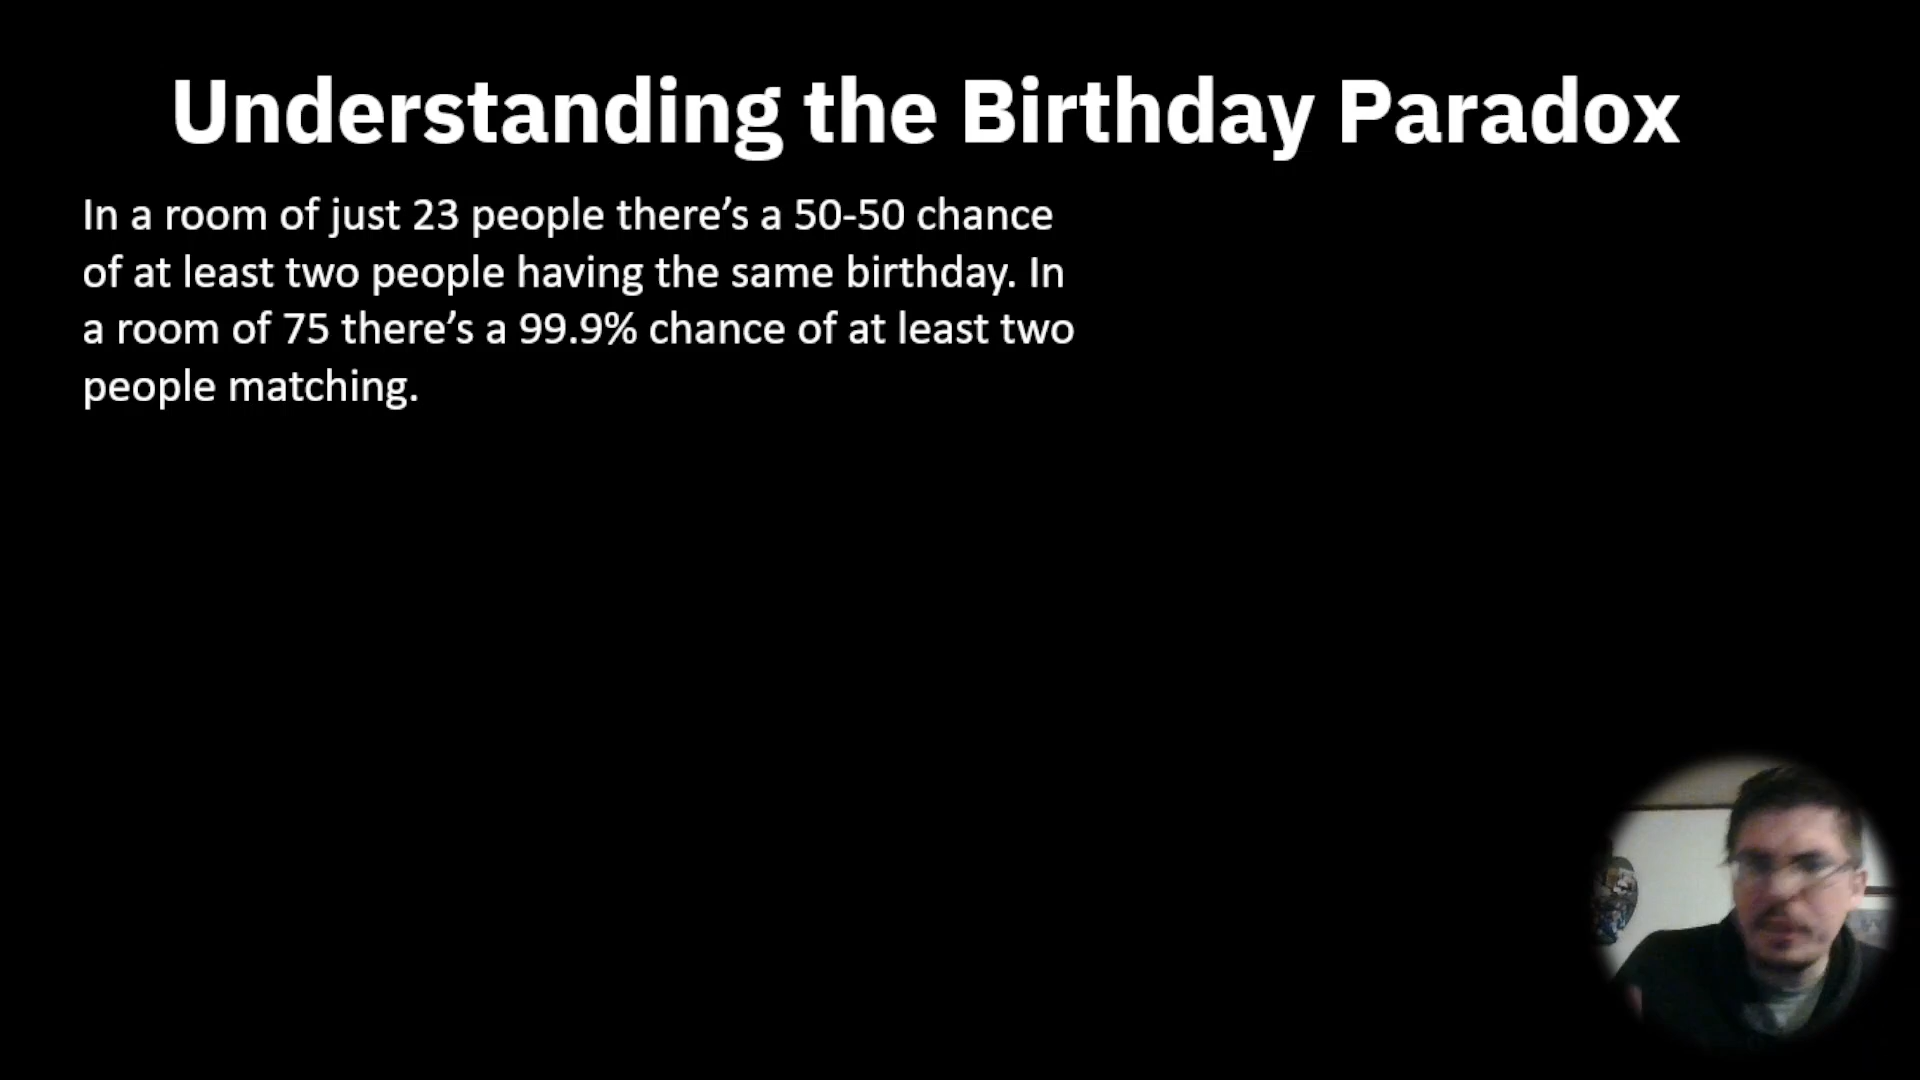 Understanding the Birthday Paradox
In a room of just 23 people there’s a 50-50 chance
of at least two people having the same birthday. In
a room of 75 there’s a 99.9% chance of at least two
people matching.